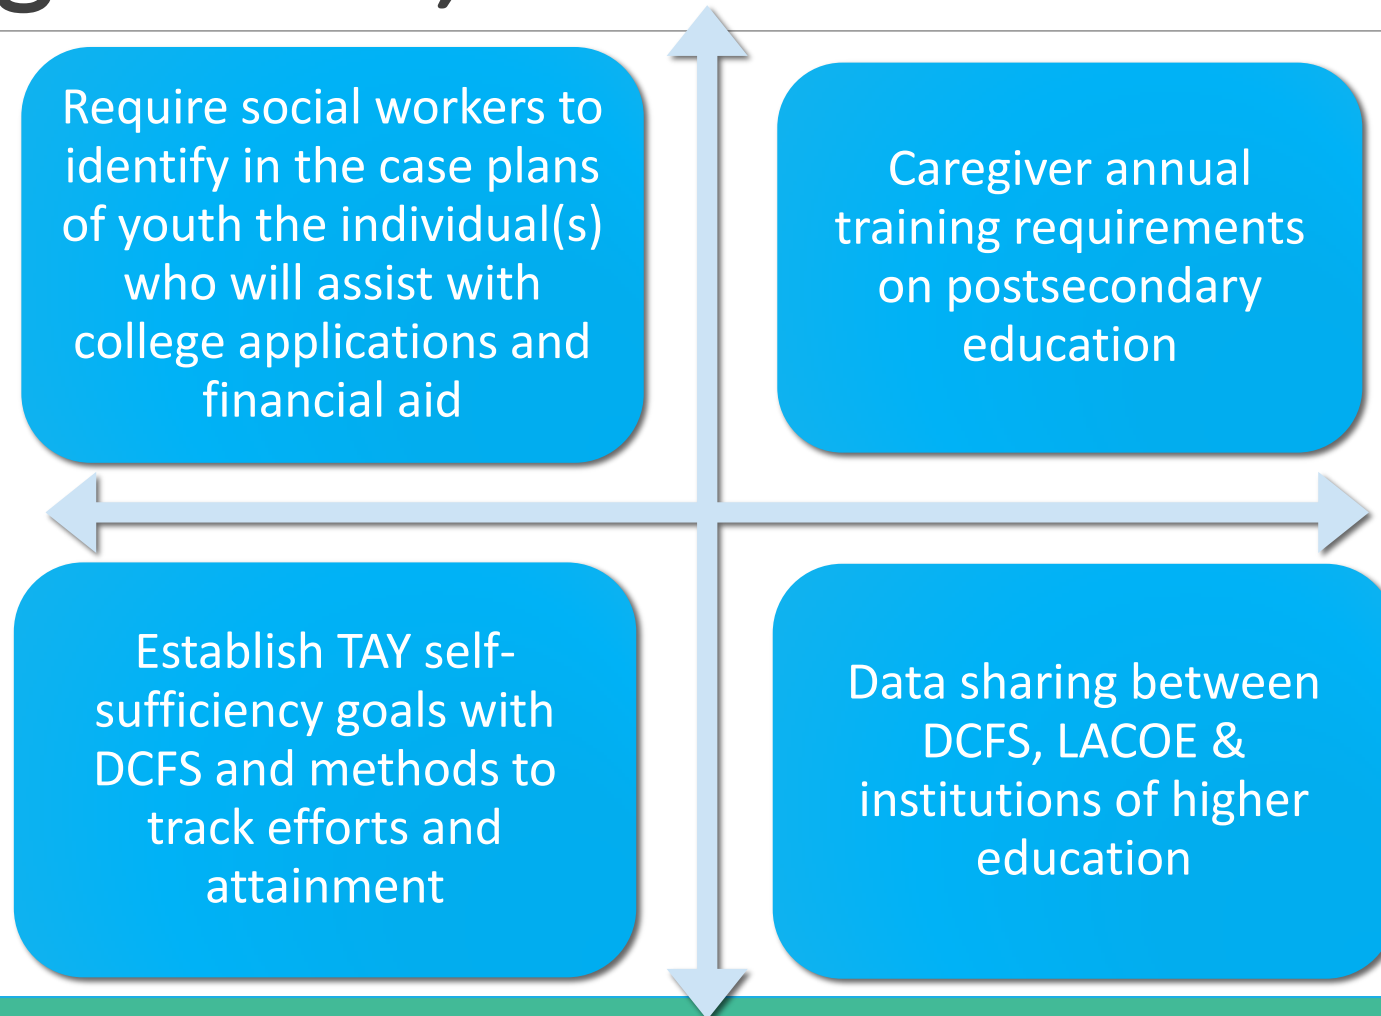 Require social workers to
identify in the case plans
of youth the individual(s)
who will assist with
college applications and
financial aid
Caregiver annual
training requirements
on postsecondary
education
Establish TAY self-
sufficiency goals with
DCFS and methods to
track efforts and
attainment
Data sharing between
DCFS, LACOE &
institutions of higher
education